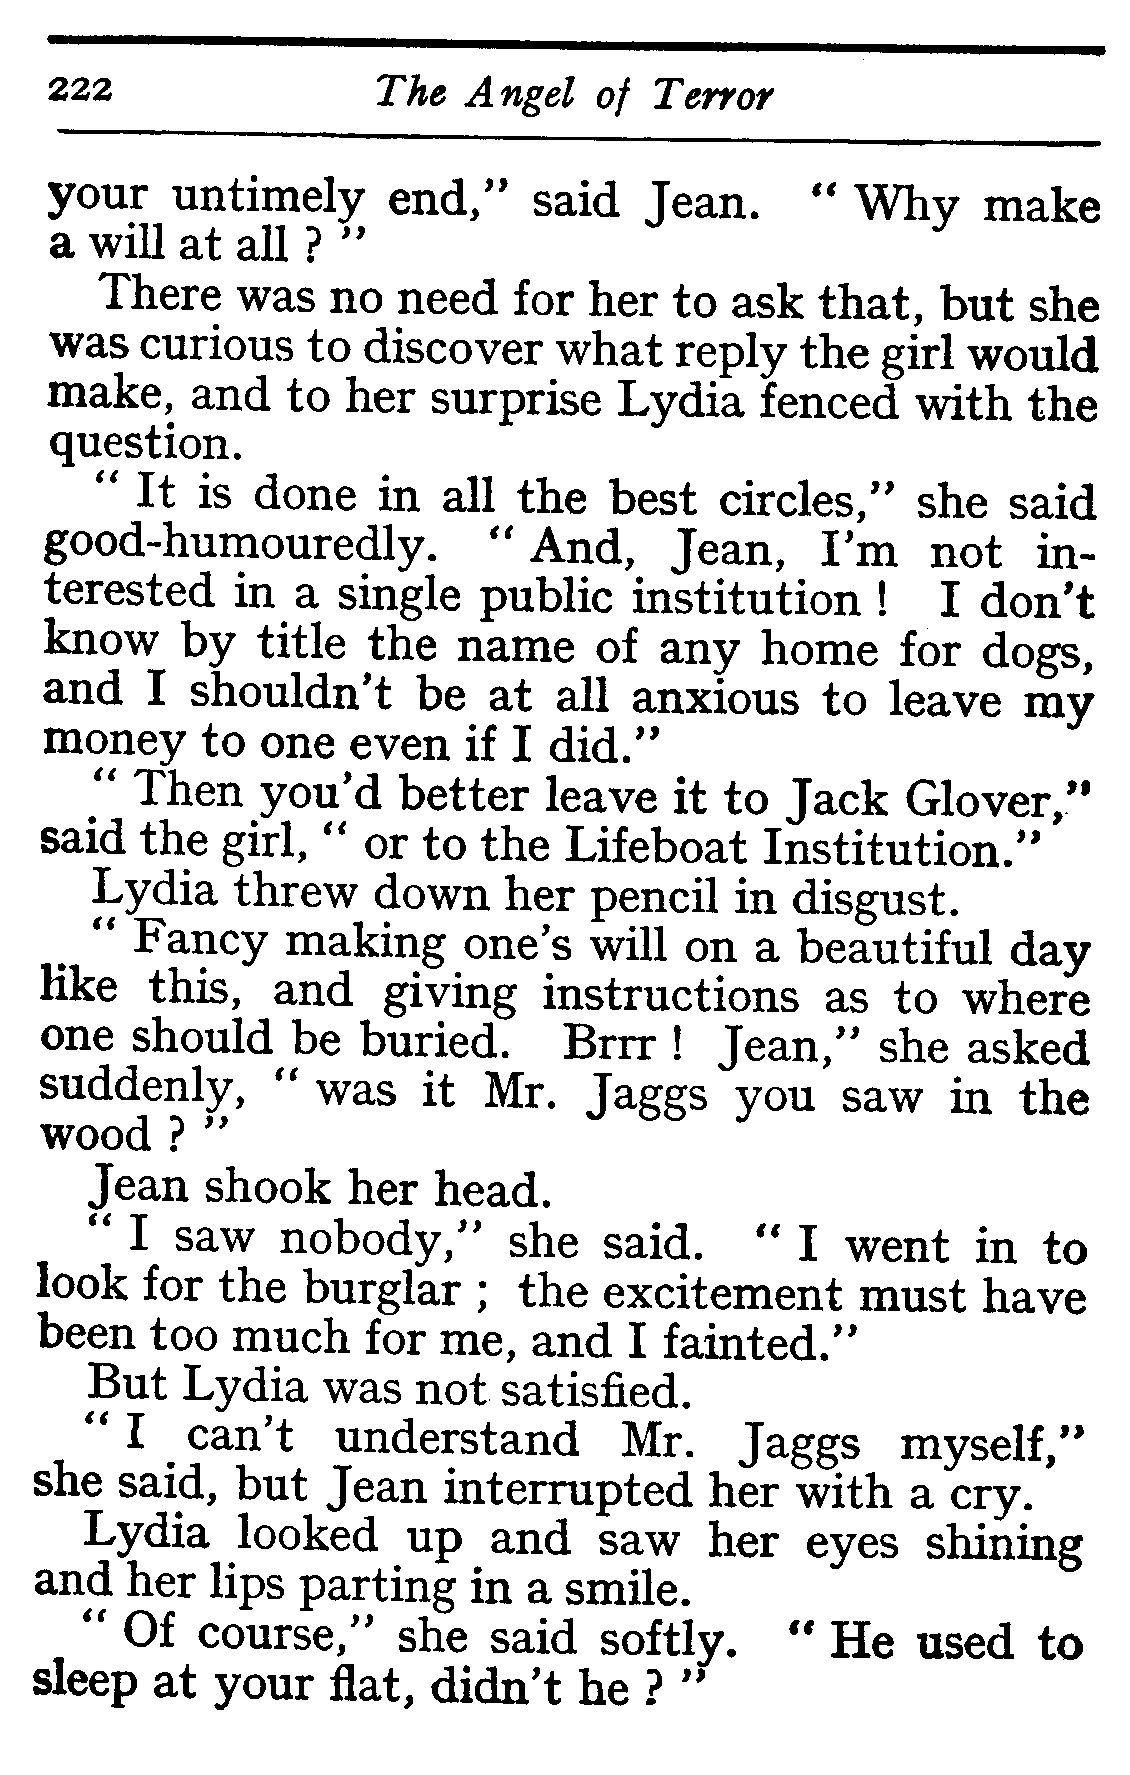 222 The Angel of Terror
your untimely end," said Jean. " Why make
a will at all ? "
There was no need for her to ask that, but she
was curious to discover what reply the girl would
make, and to her surprise Lydia fenced with the
question.
" It is done in all the best circles," she said
good-humouredly. " And, Jean, I'm not in-
terested in a single public institution ! I don't
know by title the name of any home for dogs,
and I shouldn't be at all anxious to leave my
money to one even if I did."
" Then you'd better leave it to Jack Glover,"
said the girl, " or to the Lifeboat Institution."
Lydia threw down her pencil in disgust.
" Fancy making one's will on a beautiful day
like this, and giving instructions as to where
one should be buried. Brrr ! Jean," she asked
suddenly, " was it Mr. Jaggs you saw in the
wood ? "
Jean shook her head.
" I saw nobody," she said. " I went in to
look for the burglar ; the excitement must have
been too much for me, and I fainted."
But Lydia was not satisfied.
" I can't understand Mr. Jaggs myself,"
she said, but Jean interrupted her with a cry.
Lydia looked up and saw her eyes shining
and her lips parting in a smile.
" Of course," she said softly. " He used to
sleep at your flat, didn't he ? "